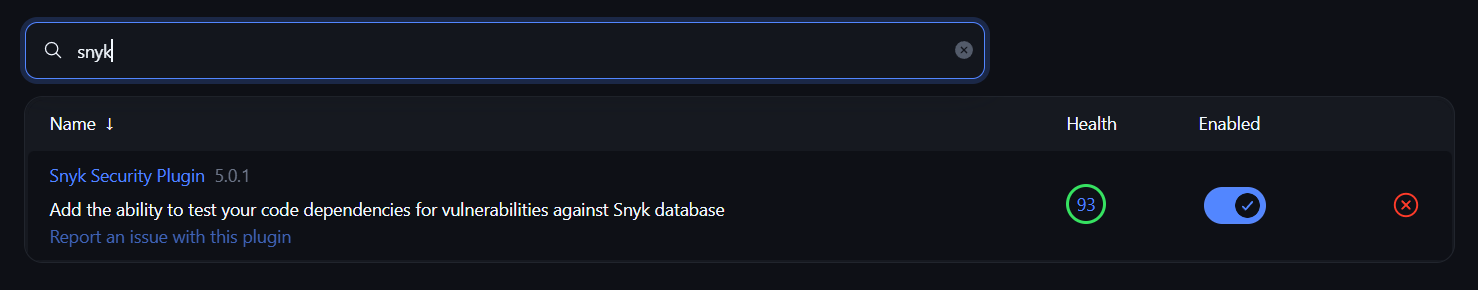 snyk
Name ↓ Health Enabled
Snyk Security Plugin 5.0.1
Add the ability to test your code dependencies for vulnerabilities against Snyk database
Report an issue with this plugin
93